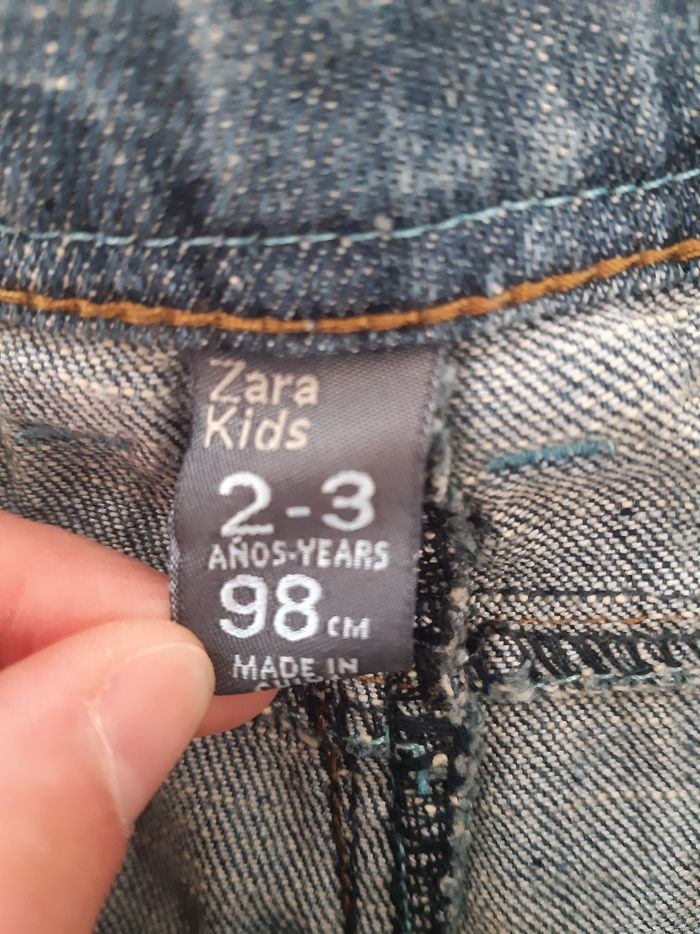 Zara
Kids
2-3
AÑOS-YEARS
98 CM
MADE IN